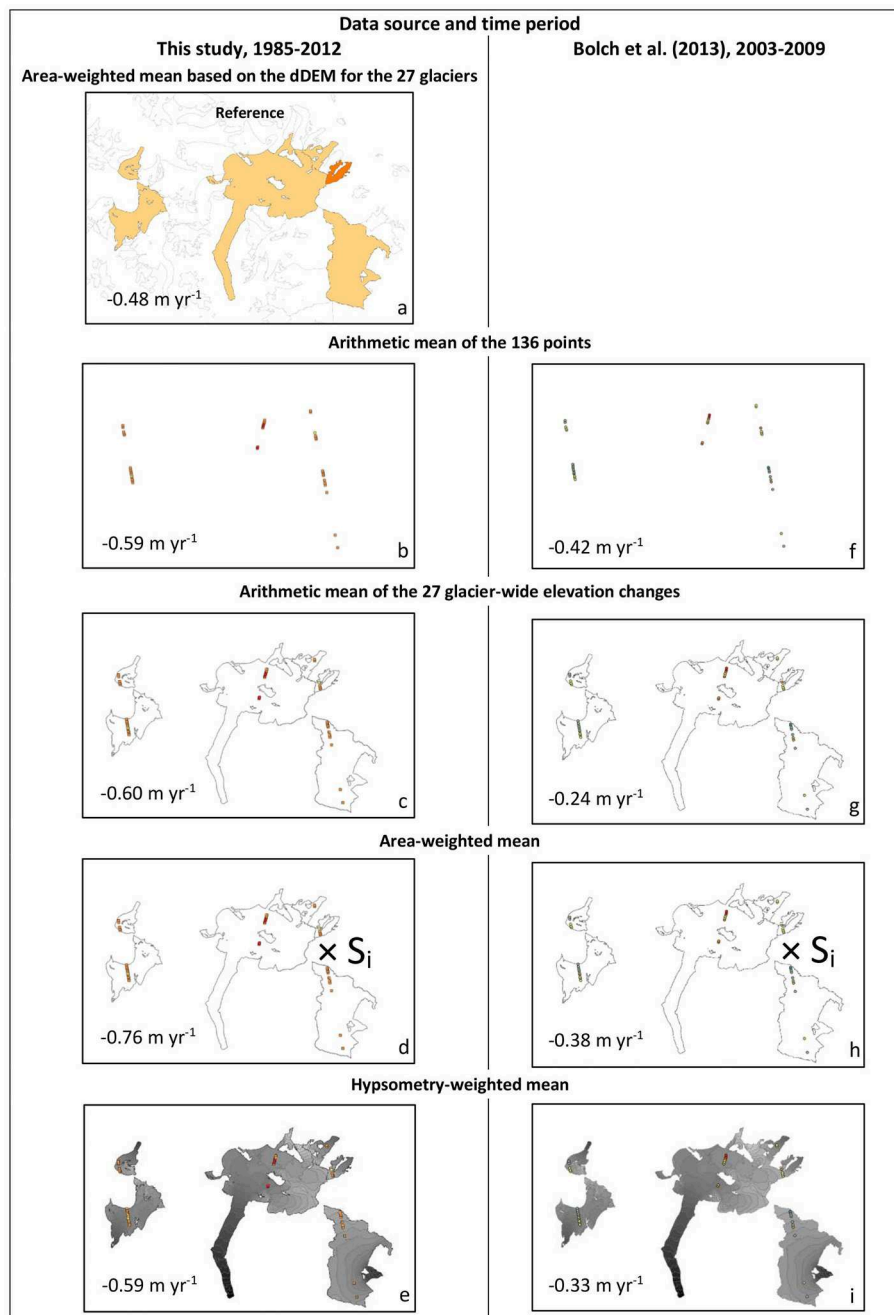 Data source and time period
This study, 1985-2012
Bolch et al. (2013), 2003-2009
Area-weighted mean based on the dDEM for the 27 glaciers
Reference
-0.48 m yr⁻¹
a
Arithmetic mean of the 136 points
-0.59 m yr⁻¹
b
-0.42 m yr⁻¹
f
Arithmetic mean of the 27 glacier-wide elevation changes
-0.60 m yr⁻¹
c
-0.24 m yr⁻¹
g
Area-weighted mean
× Sᵢ
-0.76 m yr⁻¹
d
× Sᵢ
-0.38 m yr⁻¹
h
Hypsometry-weighted mean
-0.59 m yr⁻¹
e
-0.33 m yr⁻¹
i